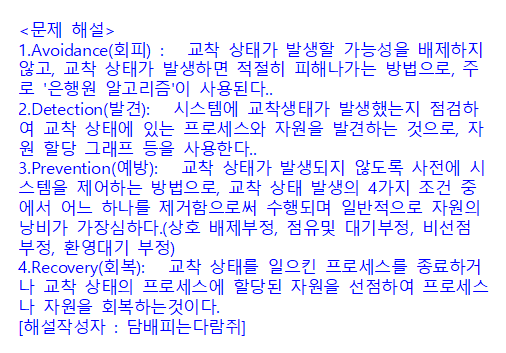 <문제 해설>
1.Avoidance(회피) : 교착 상태가 발생할 가능성을 배제하지
않고, 교착 상태가 발생하면 적절히 피해나가는 방법으로, 주
로 '은행원 알고리즘'이 사용된다..
2.Detection(발견): 시스템에 교착생태가 발생했는지 점검하
여 교착 상태에 있는 프로세스와 자원을 발견하는 것으로, 자
원 할당 그래프 등을 사용한다..
3.Prevention(예방): 교착 상태가 발생되지 않도록 사전에 시
스템을 제어하는 방법으로, 교착 상태 발생의 4가지 조건 중
에서 어느 하나를 제거함으로써 수행되며 일반적으로 자원의
낭비가 가장심하다.(상호 배제부정, 점유및 대기부정, 비선점
부정, 환영대기 부정)
4.Recovery(회복): 교착 상태를 일으킨 프로세스를 종료하거
나 교착 상태의 프로세스에 할당된 자원을 선점하여 프로세스
나 자원을 회복하는것이다.
[해설작성자 : 담배피는다람쥐]